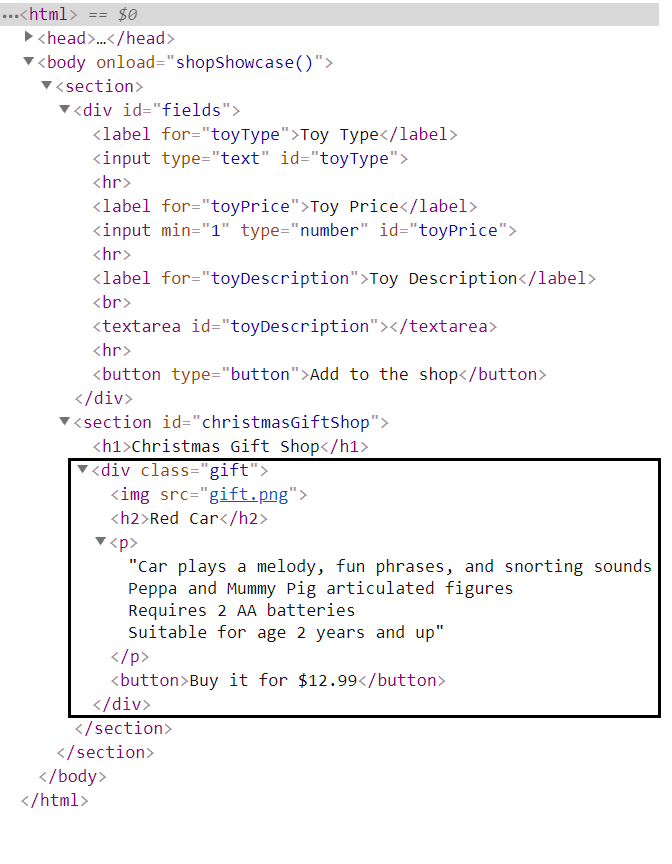 …<html> == $0
<head>…</head>
<body onload="shopShowcase()">
<section>
<div id="fields">
<label for="toyType">Toy Type</label>
<input type="text" id="toyType">
<hr>
<label for="toyPrice">Toy Price</label>
<input min="1" type="number" id="toyPrice">
<hr>
<label for="toyDescription">Toy Description</label>
<br>
<textarea id="toyDescription"></textarea>
<hr>
<button type="button">Add to the shop</button>
</div>
<section id="christmasGiftShop">
<h1>Christmas Gift Shop</h1>
<div class="gift">
<img src="gift.png">
<h2>Red Car</h2>
<p>
"Car plays a melody, fun phrases, and snorting sounds
Peppa and Mummy Pig articulated figures
Requires 2 AA batteries
Suitable for age 2 years and up"
</p>
<button>Buy it for $12.99</button>
</div>
</section>
</section>
</body>
</html>